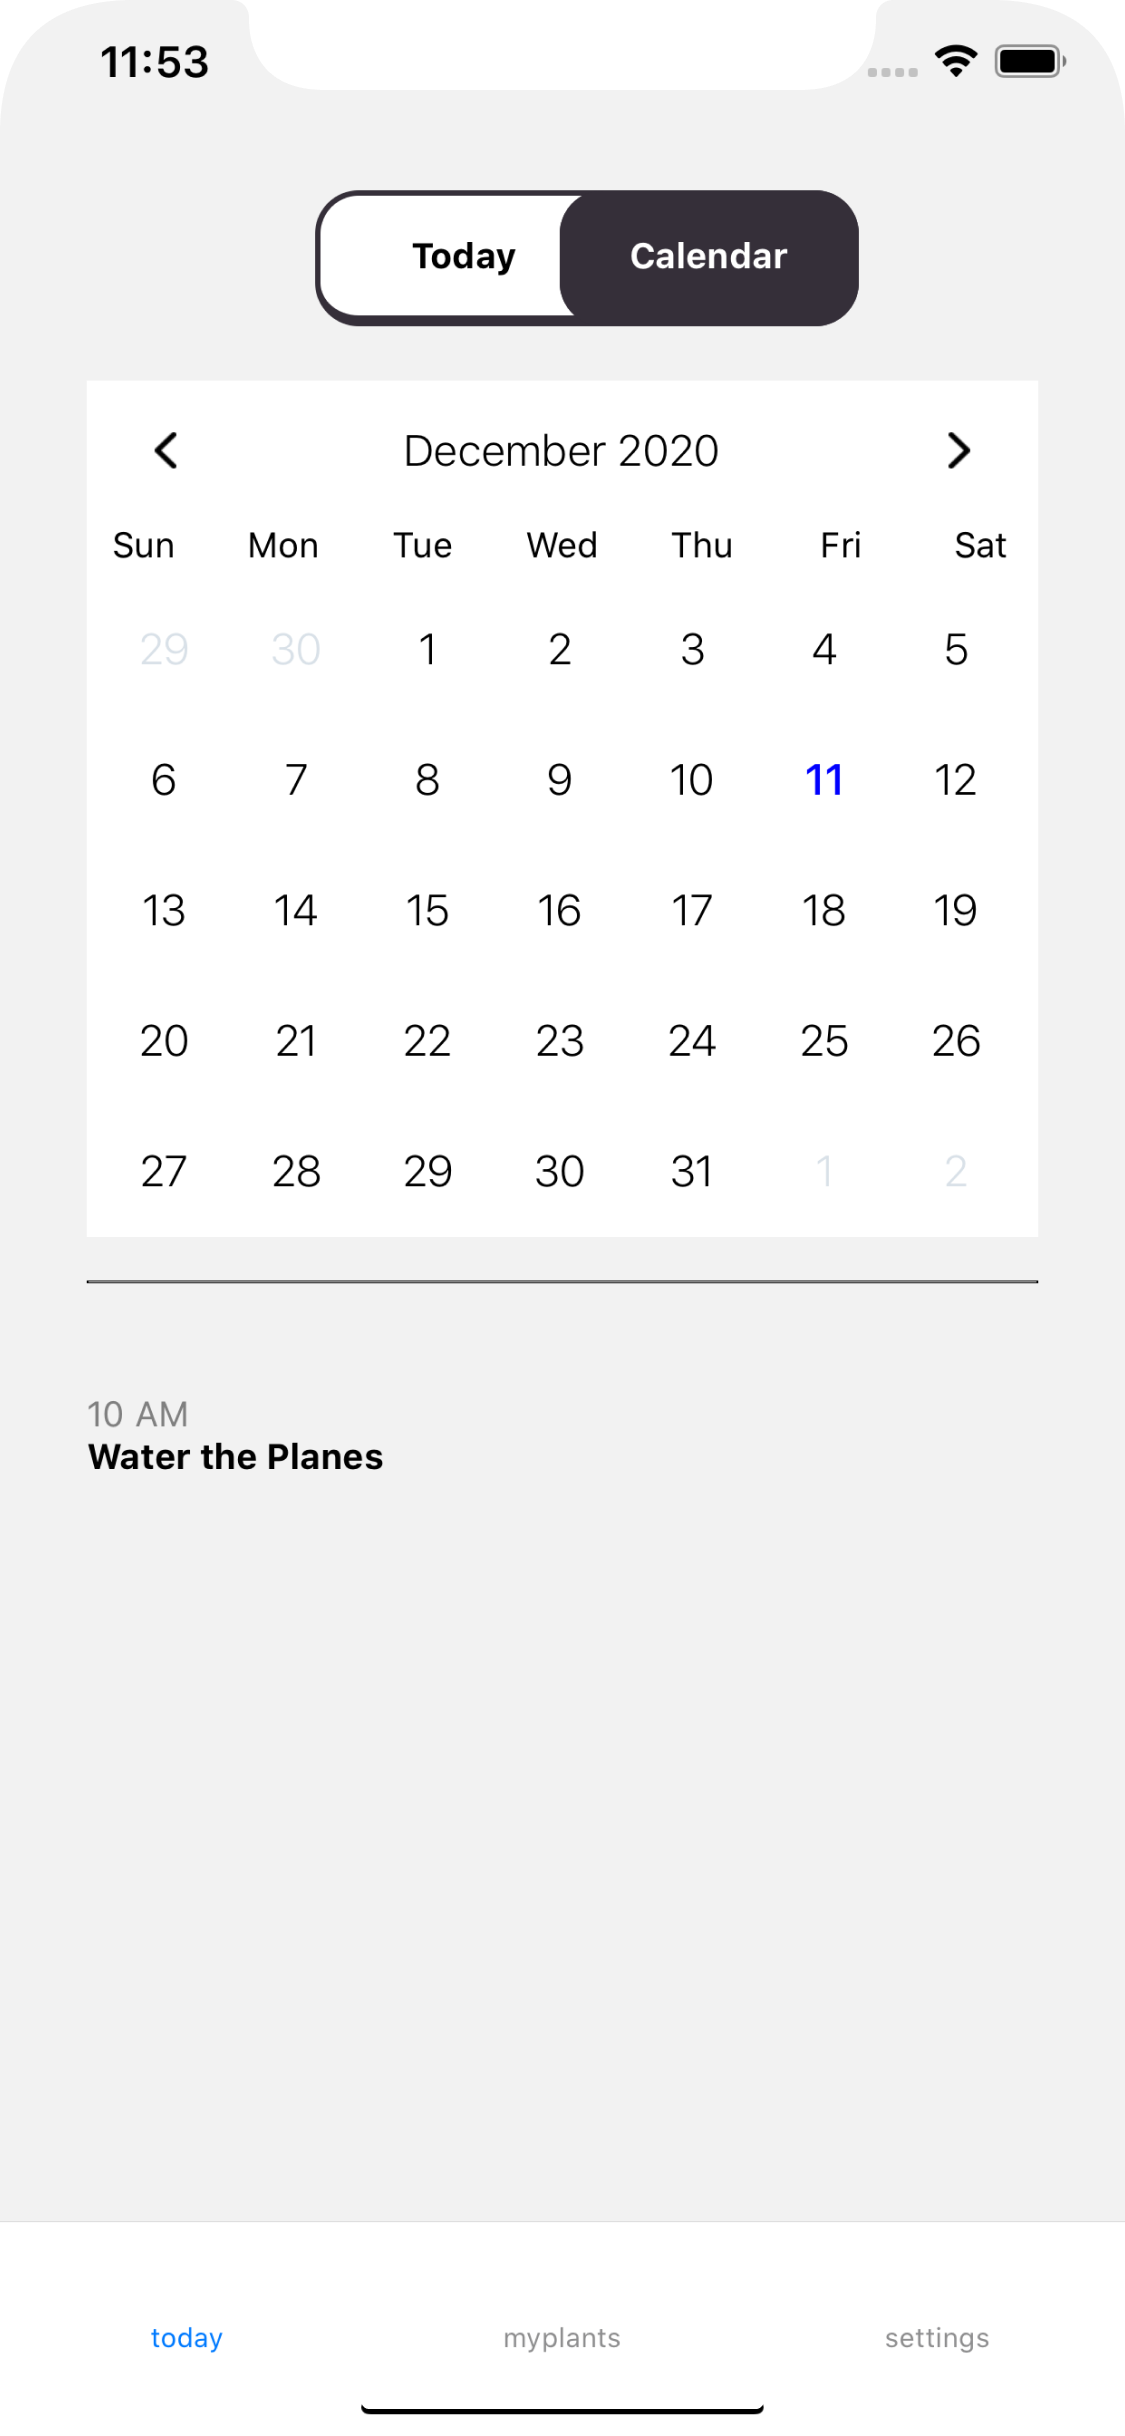 11:53
Today Calendar
December 2020
Sun Mon Tue Wed Thu Fri Sat
29 30 1 2 3 4 5
6 7 8 9 10 11 12
13 14 15 16 17 18 19
20 21 22 23 24 25 26
27 28 29 30 31 1 2
10 AM
Water the Planes
today myplants settings